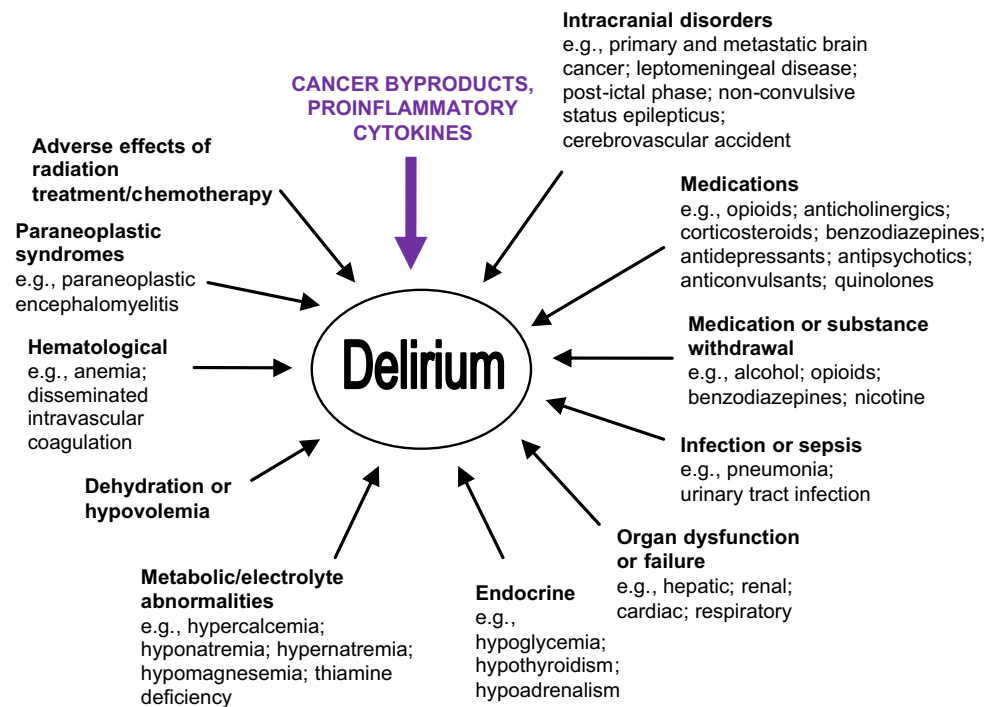 Intracranial disorders
e.g., primary and metastatic brain
cancer; leptomeningeal disease;
post-ictal phase; non-convulsive
status epilepticus;
cerebrovascular accident
CANCER BYPRODUCTS,
PROINFLAMMATORY
CYTOKINES
Adverse effects of
radiation
treatment/chemotherapy
Medications
e.g., opioids; anticholinergics;
corticosteroids; benzodiazepines;
antidepressants; antipsychotics;
anticonvulsants; quinolones
Paraneoplastic
syndromes
e.g., paraneoplastic
encephalomyelitis
Delirium
Medication or substance
withdrawal
e.g., alcohol; opioids;
benzodiazepines; nicotine
Hematological
e.g., anemia;
disseminated
intravascular
coagulation
Infection or sepsis
e.g., pneumonia;
urinary tract infection
Dehydration or
hypovolemia
Organ dysfunction
or failure
e.g., hepatic; renal;
cardiac; respiratory
Metabolic/electrolyte
abnormalities
e.g., hypercalcemia;
hyponatremia; hypernatremia;
hypomagnesemia; thiamine
deficiency
Endocrine
e.g.,
hypoglycemia;
hypothyroidism;
hypoadrenalism